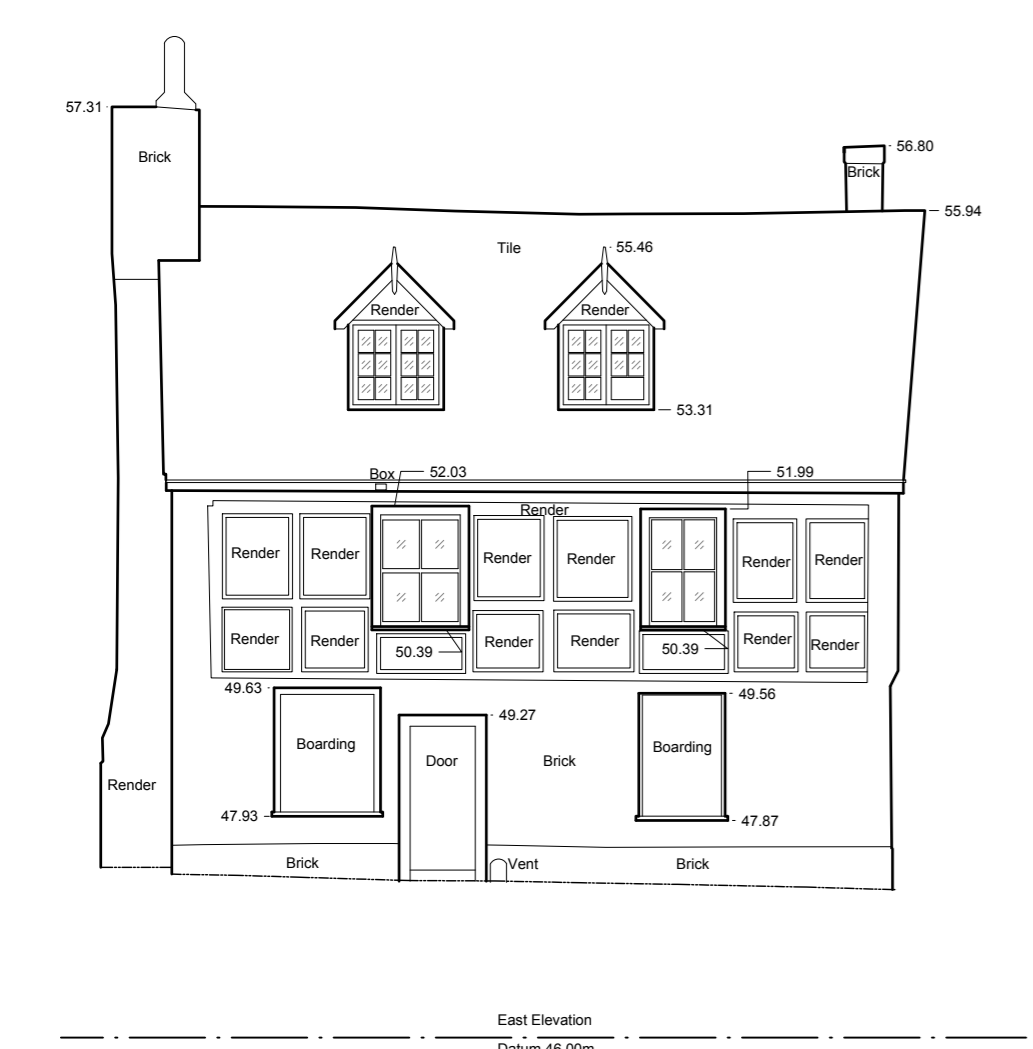 57.31
Brick
56.80
Brick
55.94
Tile
55.46
Render
Render
53.31
Box
52.03
51.99
Render
Render
Render
Render
Render
Render
Render
Render
Render
Render
Render
Render
Render
50.39
50.39
49.63
49.56
49.27
Boarding
Door
Brick
Boarding
Render
47.93
47.87
Brick
Vent
Brick
East Elevation
Datum